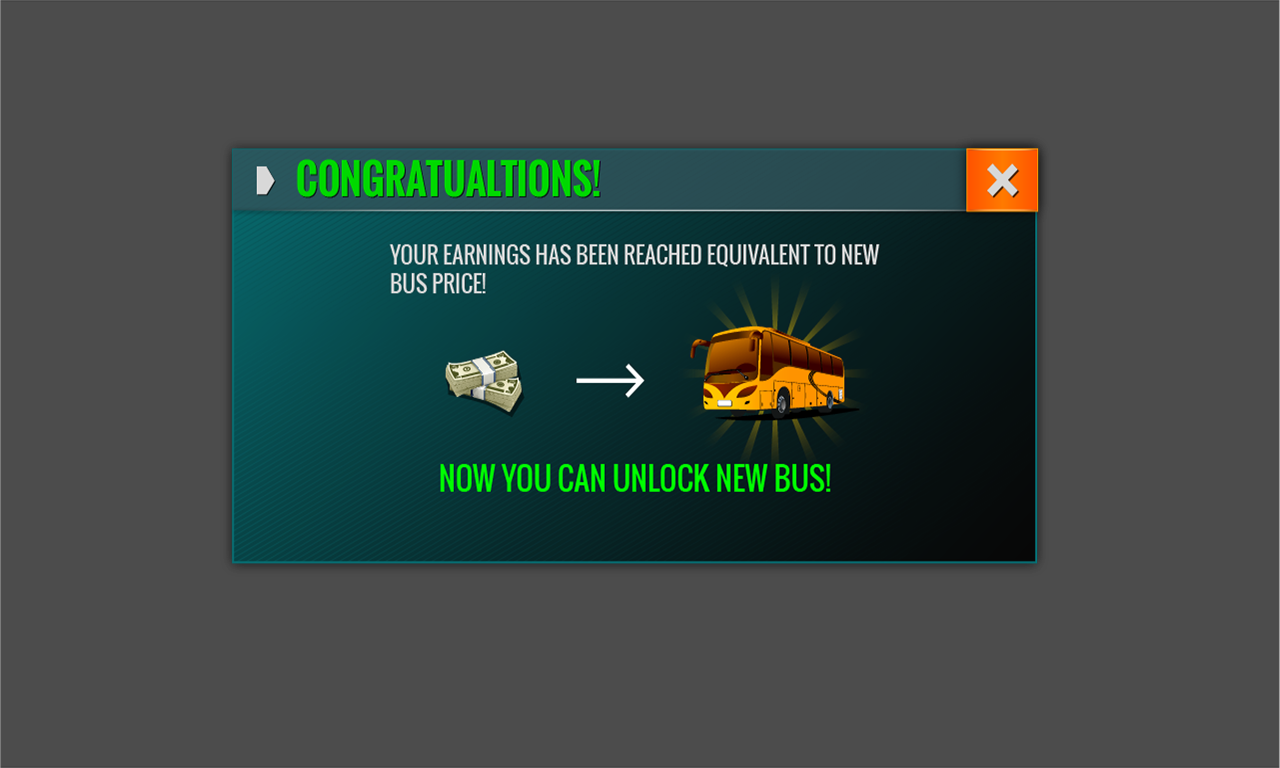 CONGRATUALTIONS!
YOUR EARNINGS HAS BEEN REACHED EQUIVALENT TO NEW
BUS PRICE!
NOW YOU CAN UNLOCK NEW BUS!